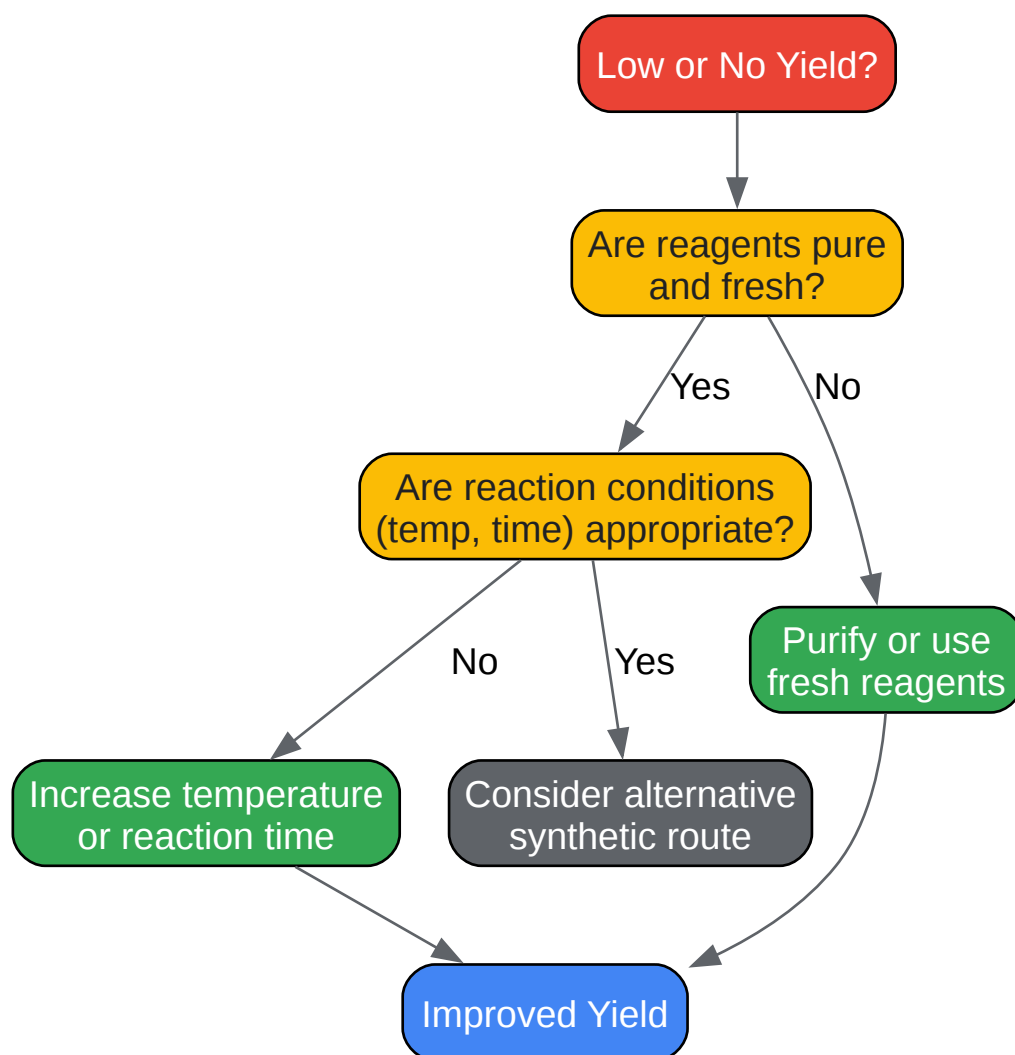 Low or No Yield?
Are reagents pure
and fresh?
Yes
No
Are reaction conditions
(temp, time) appropriate?
No
Yes
Purify or use
fresh reagents
Increase temperature
or reaction time
Consider alternative
synthetic route
Improved Yield